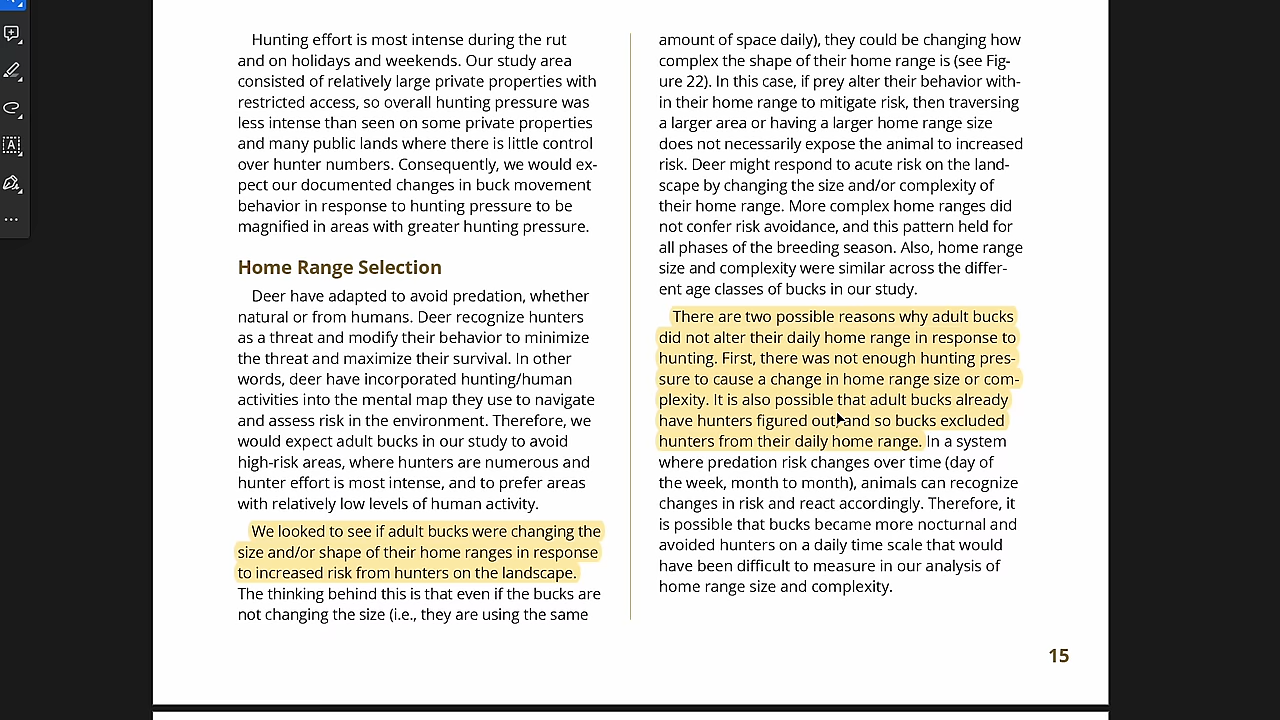 Hunting effort is most intense during the rut
and on holidays and weekends. Our study area
consisted of relatively large private properties with
restricted access, so overall hunting pressure was
less intense than seen on some private properties
and many public lands where there is little control
over hunter numbers. Consequently, we would ex-
pect our documented changes in buck movement
behavior in response to hunting pressure to be
magnified in areas with greater hunting pressure.
Home Range Selection
Deer have adapted to avoid predation, whether
natural or from humans. Deer recognize hunters
as a threat and modify their behavior to minimize
the threat and maximize their survival. In other
words, deer have incorporated hunting/human
activities into the mental map they use to navigate
and assess risk in the environment. Therefore, we
would expect adult bucks in our study to avoid
high-risk areas, where hunters are numerous and
hunter effort is most intense, and to prefer areas
with relatively low levels of human activity.
We looked to see if adult bucks were changing the
size and/or shape of their home ranges in response
to increased risk from hunters on the landscape.
The thinking behind this is that even if the bucks are
not changing the size (i.e., they are using the same
amount of space daily), they could be changing how
complex the shape of their home range is (see Fig-
ure 22). In this case, if prey alter their behavior with-
in their home range to mitigate risk, then traversing
a larger area or having a larger home range size
does not necessarily expose the animal to increased
risk. Deer might respond to acute risk on the land-
scape by changing the size and/or complexity of
their home range. More complex home ranges did
not confer risk avoidance, and this pattern held for
all phases of the breeding season. Also, home range
size and complexity were similar across the differ-
ent age classes of bucks in our study.
There are two possible reasons why adult bucks
did not alter their daily home range in response to
hunting. First, there was not enough hunting pres-
sure to cause a change in home range size or com-
plexity. It is also possible that adult bucks already
have hunters figured out and so bucks excluded
hunters from their daily home range. In a system
where predation risk changes over time (day of
the week, month to month), animals can recognize
changes in risk and react accordingly. Therefore, it
is possible that bucks became more nocturnal and
avoided hunters on a daily time scale that would
have been difficult to measure in our analysis of
home range size and complexity.
15